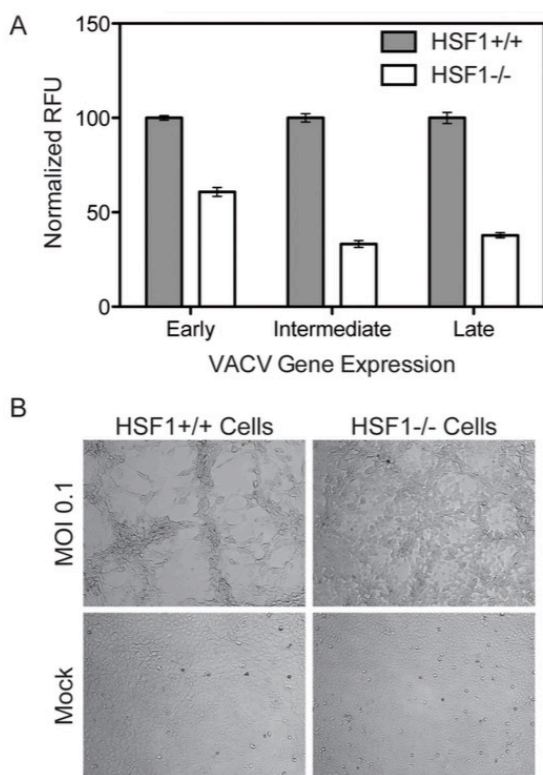 A
150
100
50
0
Normalized RFU
HSF1+/+
HSF1-/-
Early Intermediate Late
VACV Gene Expression
B
HSF1+/+ Cells HSF1-/- Cells
MOI 0.1
Mock